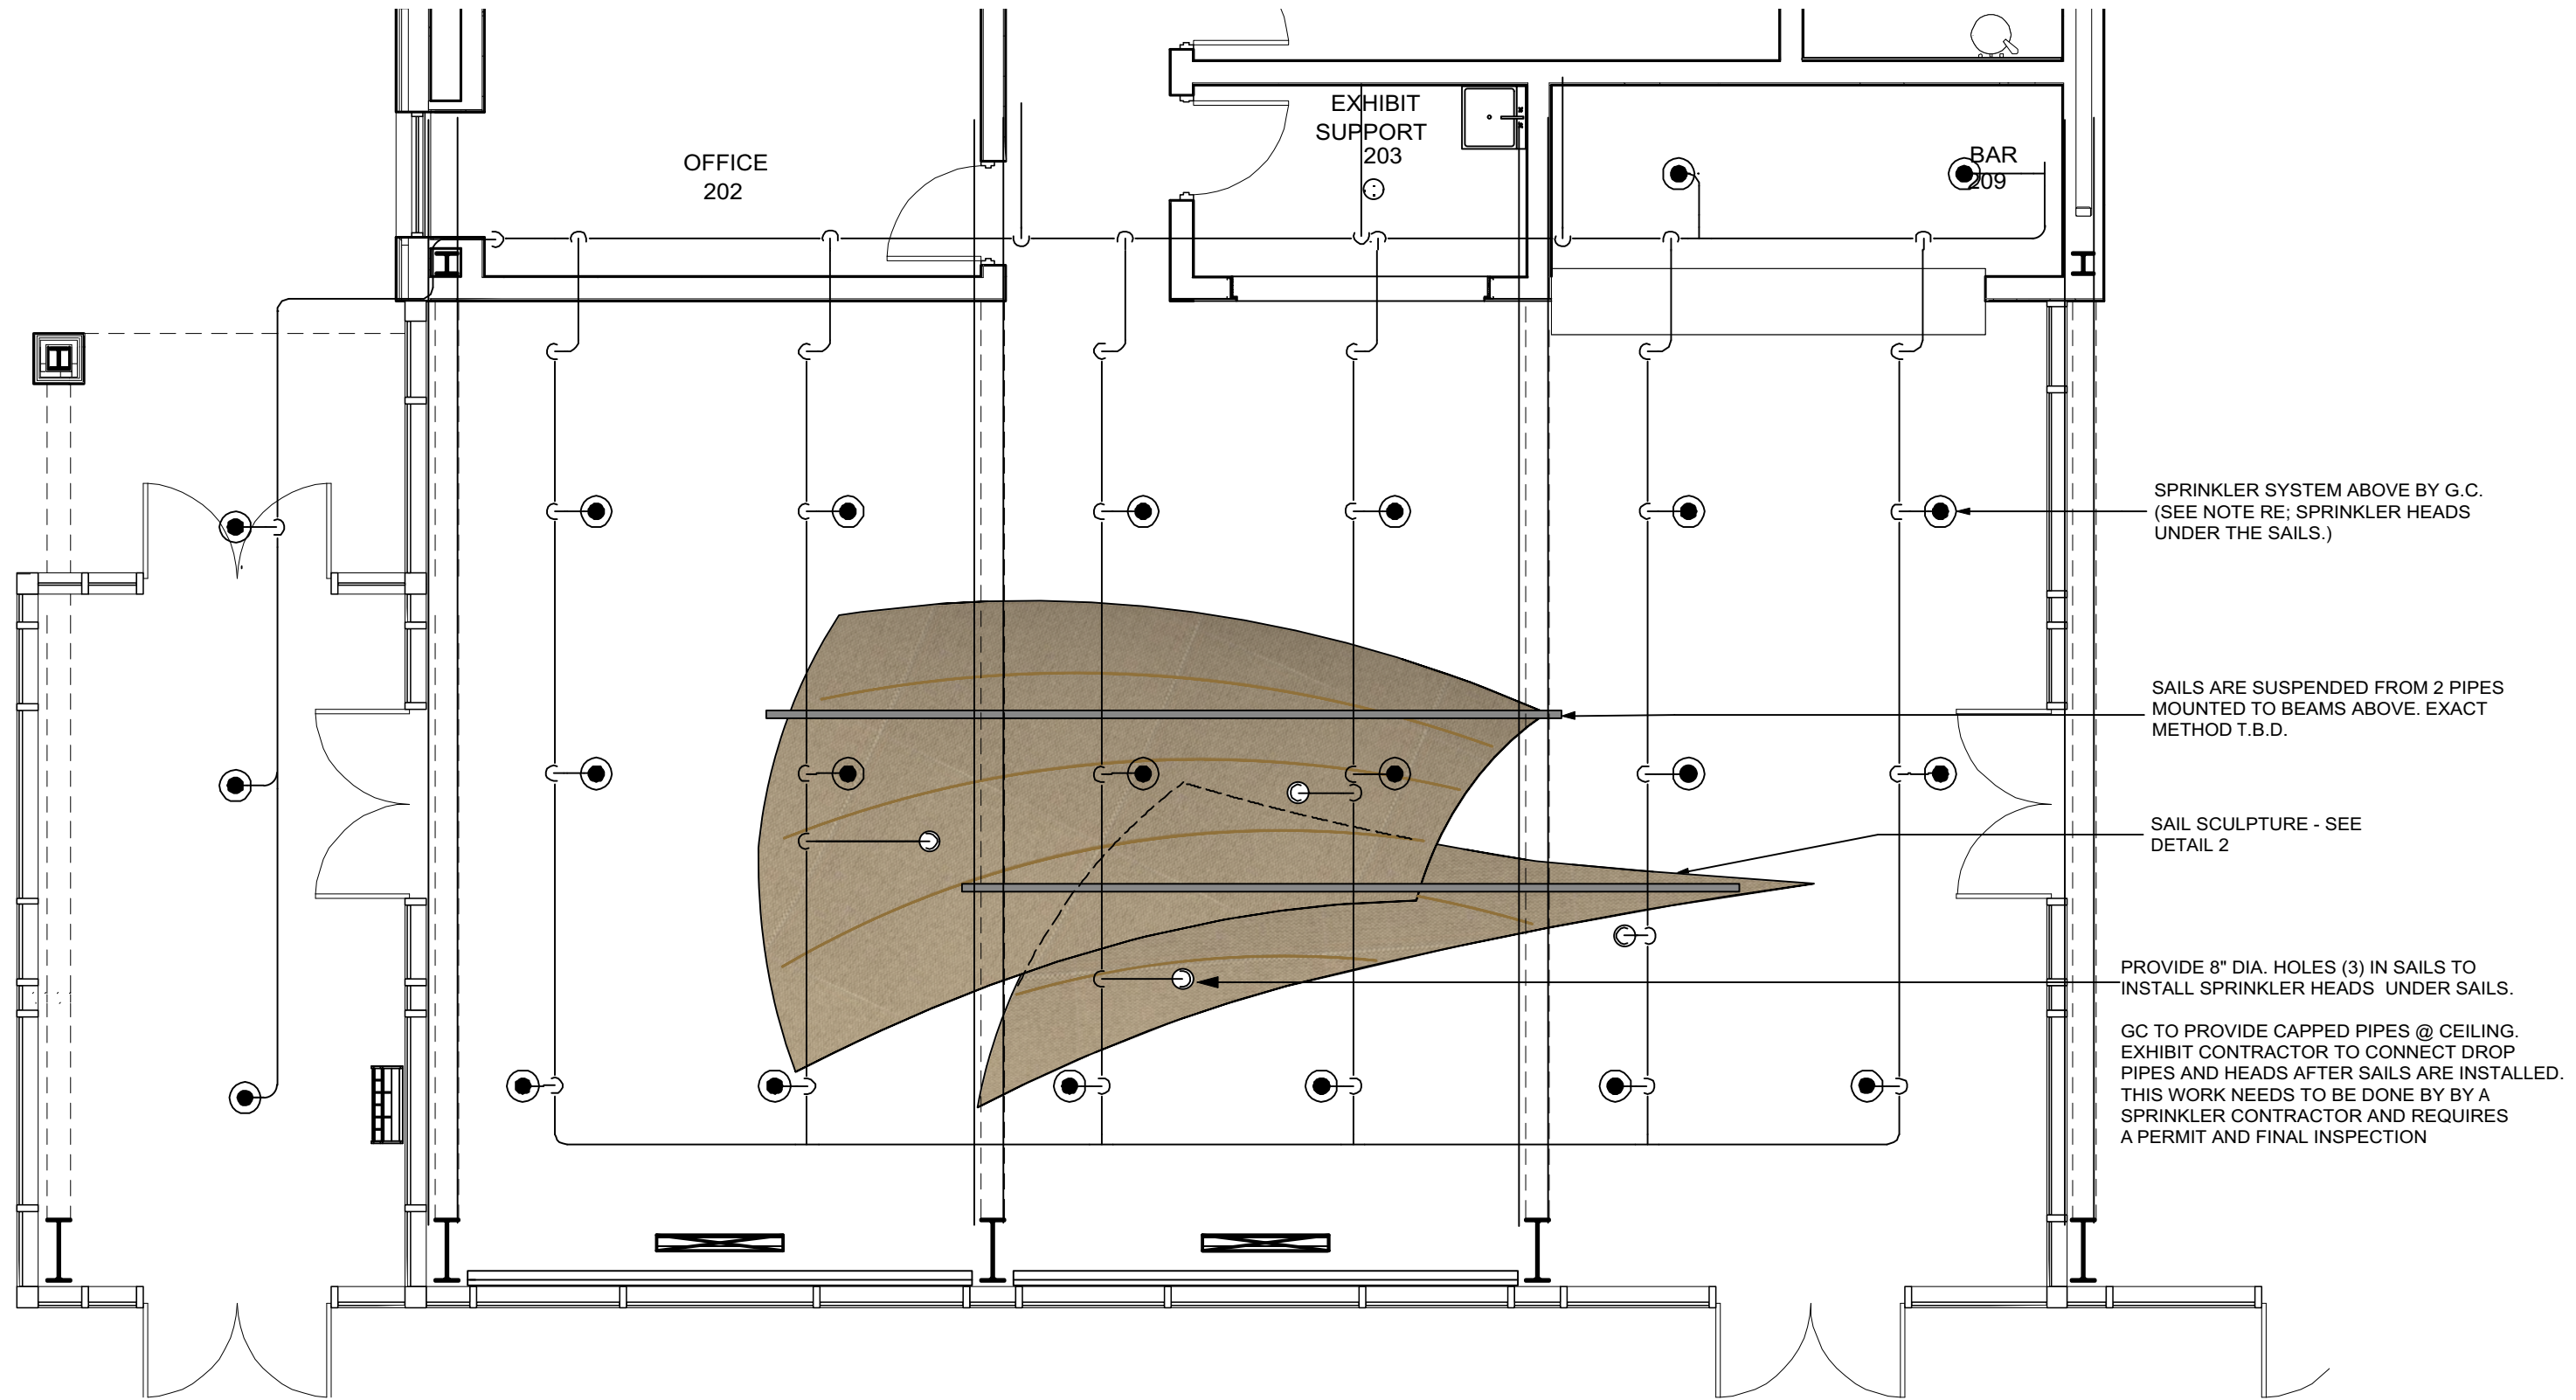 EXHIBIT
SUPPORT
203
OFFICE
202
BAR
209
SPRINKLER SYSTEM ABOVE BY G.C.
(SEE NOTE RE; SPRINKLER HEADS
UNDER THE SAILS.)
SAILS ARE SUSPENDED FROM 2 PIPES
MOUNTED TO BEAMS ABOVE. EXACT
METHOD T.B.D.
SAIL SCULPTURE - SEE
DETAIL 2
PROVIDE 8" DIA. HOLES (3) IN SAILS TO
INSTALL SPRINKLER HEADS UNDER SAILS.
GC TO PROVIDE CAPPED PIPES @ CEILING.
EXHIBIT CONTRACTOR TO CONNECT DROP
PIPES AND HEADS AFTER SAILS ARE INSTALLED.
THIS WORK NEEDS TO BE DONE BY BY A
SPRINKLER CONTRACTOR AND REQUIRES
A PERMIT AND FINAL INSPECTION